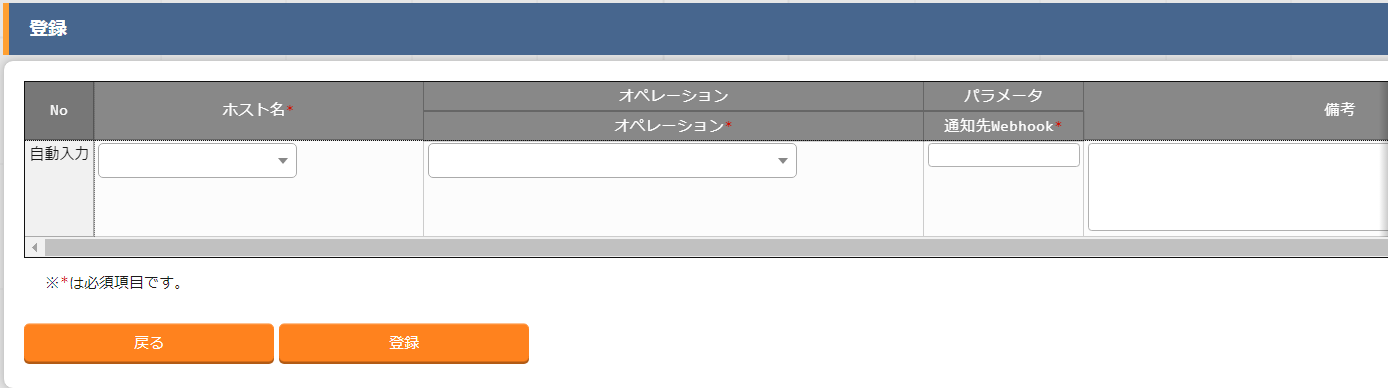 登録
No
ホスト名*
オペレーション
パラメータ
備考
オペレーション*
通知先Webhook*
自動入力
※*は必須項目です。
戻る
登録